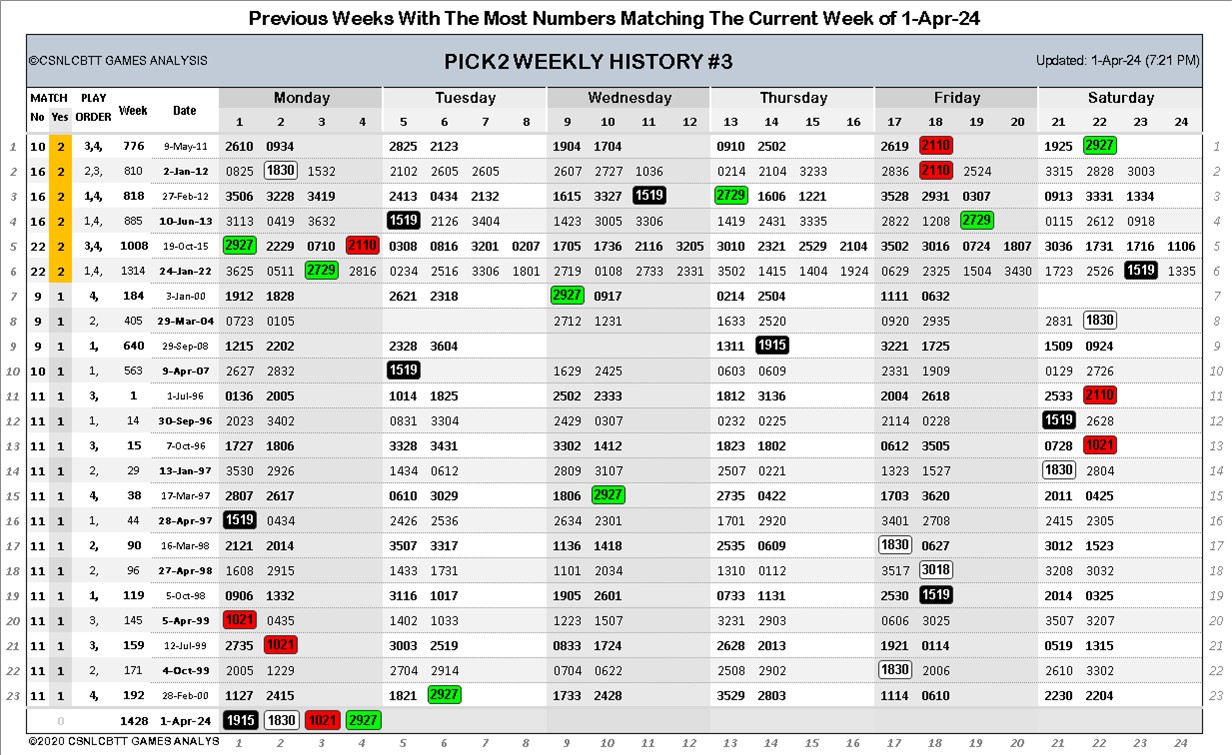 Previous Weeks With The Most Numbers Matching The Current Week of 1-Apr-24
©CSNLCBTT GAMES ANALYSIS PICK2 WEEKLY HISTORY #3 Updated: 1-Apr-24 (7:21 PM)
MATCH PLAY Week Date Monday Tuesday Wednesday Thursday Friday Saturday
No Yes ORDER 1 2 3 4 5 6 7 8 9 10 11 12 13 14 15 16 17 18 19 20 21 22 23 24
1 10 2 3,4, 776 9-May-11 2610 0934 2825 2123 1904 1704 0910 2502 2619 2110 1925 2927 1
2 16 2 2,3, 810 2-Jan-12 0825 1830 1532 2102 2605 2605 2607 2727 1036 0214 2104 3233 2836 2110 2524 3315 2828 3003 2
3 16 2 1,4, 818 27-Feb-12 3506 3228 3419 2413 0434 2132 1615 3327 1519 2729 1606 1221 3528 2931 0307 0913 3331 1334 3
4 16 2 1,4, 885 10-Jun-13 3113 0419 3632 1519 2126 3404 1423 3005 3306 1419 2431 3335 2822 1208 2729 0115 2612 0918 4
5 22 2 3,4, 1008 19-Oct-15 2927 2229 0710 2110 0308 0816 3201 0207 1705 1736 2116 3205 3010 2321 2529 2104 3502 3016 0724 1807 3036 1731 1716 1106 5
6 22 2 1,4, 1314 24-Jan-22 3625 0511 2729 2816 0234 2516 3306 1801 2719 0108 2733 2331 3502 1415 1404 1924 0629 2325 1504 3430 1723 2526 1519 1335 6
7 9 1 4, 184 3-Jan-00 1912 1828 2621 2318 2927 0917 0214 2504 1111 0632 7
8 9 1 2, 405 29-Mar-04 0723 0105 2712 1231 1633 2520 0920 2935 2831 1830 8
9 9 1 1, 640 29-Sep-08 1215 2202 2328 3604 1311 1915 3221 1725 1509 0924 9
10 10 1 1, 563 9-Apr-07 2627 2832 1519 1629 2425 0603 0609 2331 1909 0129 2726 10
11 11 1 3, 1 1-Jul-96 0136 2005 1014 1825 2502 2333 1812 3136 2004 2618 2533 2110 11
12 11 1 1, 14 30-Sep-96 2023 3402 0831 3304 2429 0307 0232 0225 2114 0228 1519 2628 12
13 11 1 3, 15 7-Oct-96 1727 1806 3328 3431 3302 1412 1823 1802 0612 3505 0728 1021 13
14 11 1 2, 29 13-Jan-97 3530 2926 1434 0612 2809 3107 2507 0221 1323 1527 1830 2804 14
15 11 1 4, 38 17-Mar-97 2807 2617 0610 3029 1806 2927 2735 0422 1703 3620 2011 0425 15
16 11 1 1, 44 28-Apr-97 1519 0434 2426 2536 2634 2301 1701 2920 3401 2708 2415 2305 16
17 11 1 2, 90 16-Mar-98 2121 2014 3507 3317 1136 1418 2535 0609 1830 0627 3012 1523 17
18 11 1 2, 96 27-Apr-98 1608 2915 1433 1731 1101 2034 1310 0112 3517 3018 3208 3032 18
19 11 1 1, 119 5-Oct-98 0906 1332 3116 1017 1905 2601 0733 1131 2530 1519 2014 0325 19
20 11 1 3, 145 5-Apr-99 1021 0435 1402 1033 1223 1507 3231 2903 0606 3025 3507 3207 20
21 11 1 3, 159 12-Jul-99 2735 1021 3003 2519 0833 1724 2628 2013 1921 0114 0519 1315 21
22 11 1 2, 171 4-Oct-99 2005 1229 2704 2914 0704 0622 2508 2902 1830 2006 2610 3302 22
23 11 1 4, 192 28-Feb-00 1127 2415 1821 2927 1733 2428 3529 2803 1114 0610 2230 2204 23
0 1428 1-Apr-24 1915 1830 1021 2927
©2020 CSNLCBTT GAMES ANALYS 1 2 3 4 5 6 7 8 9 10 11 12 13 14 15 16 17 18 19 20 21 22 23 24